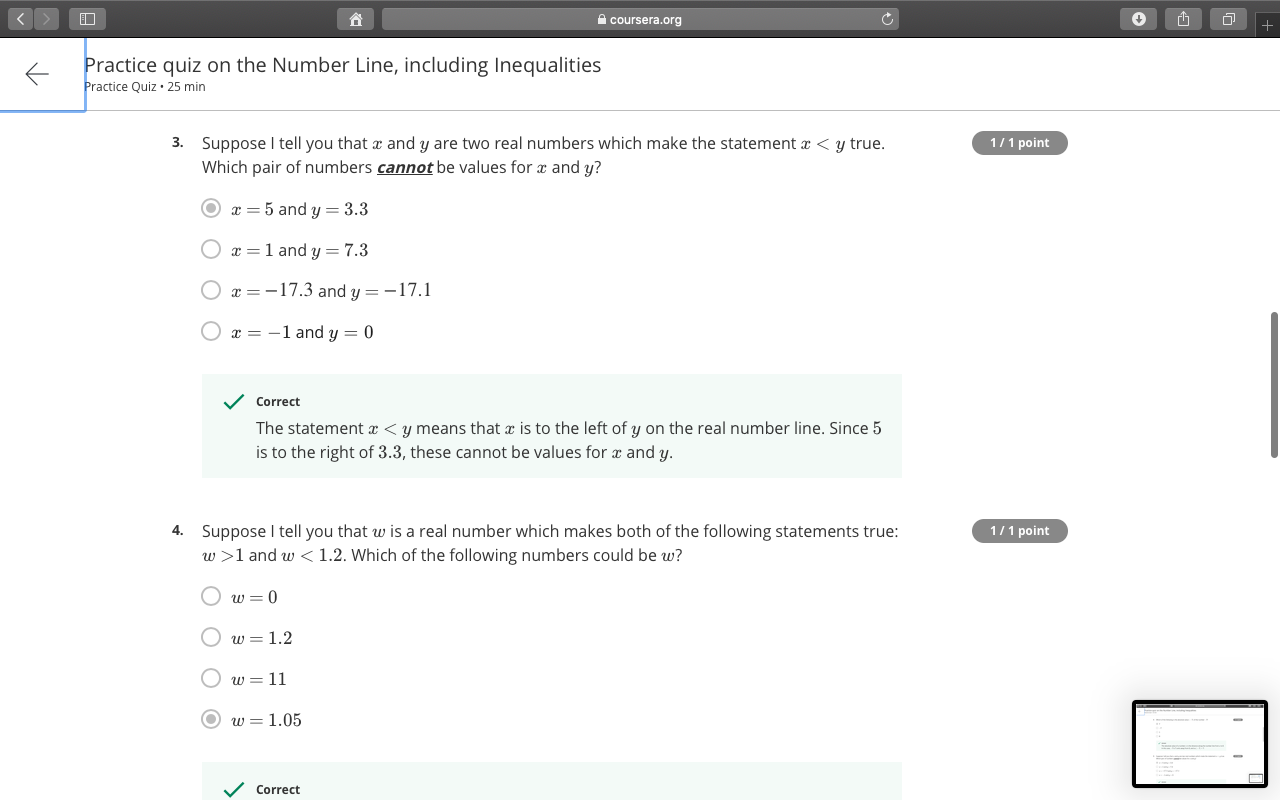 coursera.org
Practice quiz on the Number Line, including Inequalities
Practice Quiz • 25 min
3. Suppose I tell you that x and y are two real numbers which make the statement x < y true. 1 / 1 point
Which pair of numbers cannot be values for x and y?
x = 5 and y = 3.3
x = 1 and y = 7.3
x = −17.3 and y = −17.1
x = −1 and y = 0
Correct
The statement x < y means that x is to the left of y on the real number line. Since 5
is to the right of 3.3, these cannot be values for x and y.
4. Suppose I tell you that w is a real number which makes both of the following statements true: 1 / 1 point
w >1 and w < 1.2. Which of the following numbers could be w?
w = 0
w = 1.2
w = 11
w = 1.05
Correct